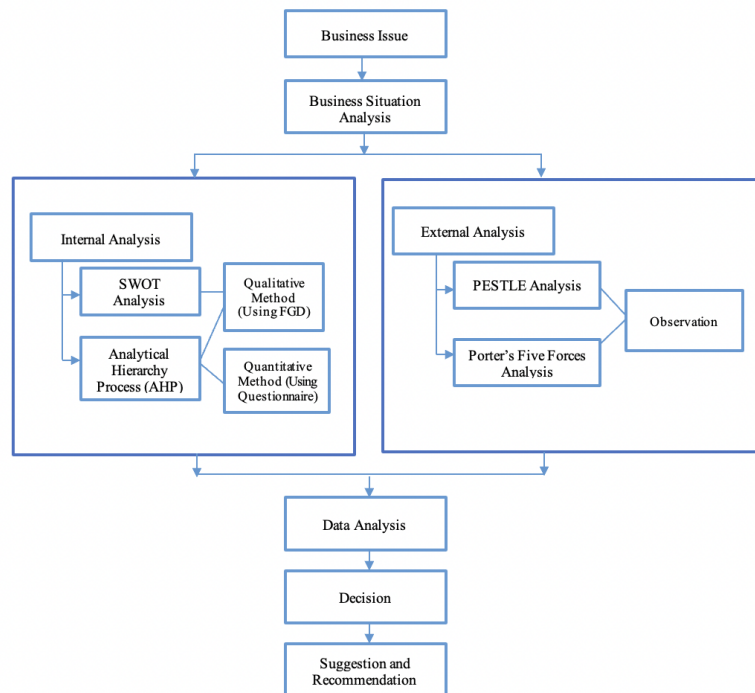 Business Issue
Business Situation
Analysis
Internal Analysis
SWOT
Analysis
Qualitative
Method
(Using FGD)
Analytical
Hierarchy
Process (AHP)
Quantitative
Method (Using
Questionnaire)
External Analysis
PESTLE Analysis
Observation
Porter's Five Forces
Analysis
Data Analysis
Decision
Suggestion and
Recommendation